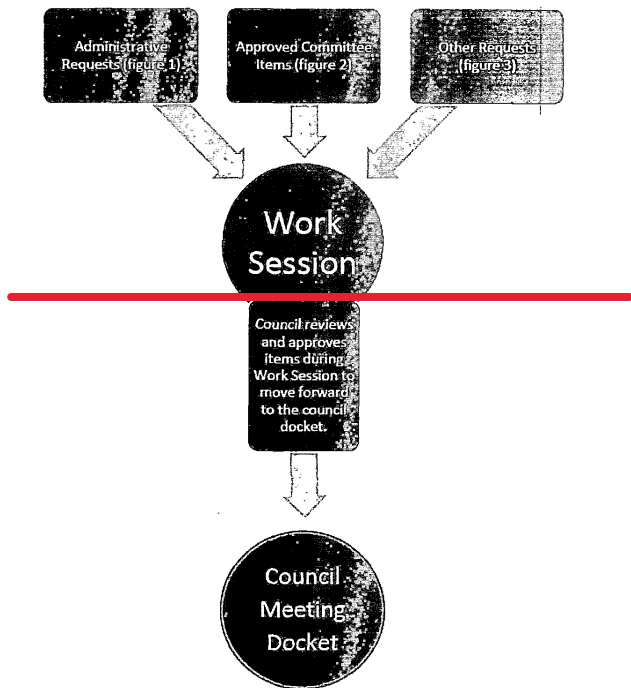 Administrative
Requests (figure 1)
Approved Committee
Items (figure 2)
Other Requests
(figure 3)
Work
Session
Council reviews
and approves
items during
Work Session to
move forward
to the council
docket.
Council
Meeting
Docket